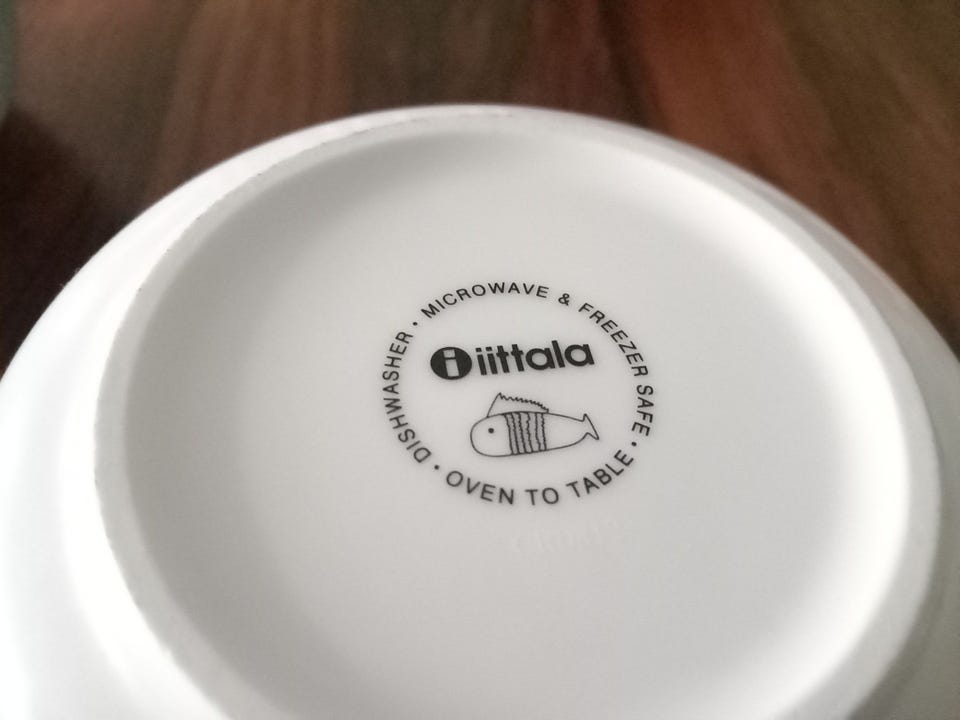 DISHWASHER · MICROWAVE & FREEZER SAFE · OVEN TO TABLE ·
i iittala